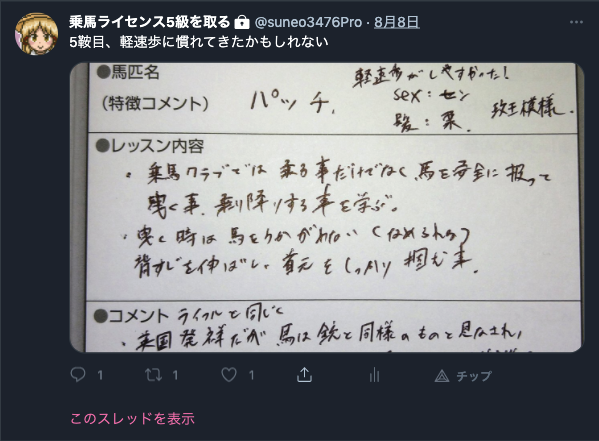 乗馬ライセンス5級を取る @suneo3476Pro · 8月8日
5鞍目、軽速歩に慣れてきたかもしれない
●馬匹名
(特徴コメント)
パッチ.
軽速歩がしやすかった!
sex:セン
髪:栗.
斑模様.
●レッスン内容
・乗馬クラブでは 乗る事だけでなく 馬を安全に 扱って
曳く事、乗り降りする事を学ぶ。
・曳く時は 馬をうかがわない(なめられる)
背すじを伸ばし、首元をしっかり 掴む事.
●コメント ライフルと同じく
・英国発祥だが 馬は銃と同様のものと見なされ,
1
1
1
チップ
このスレッドを表示